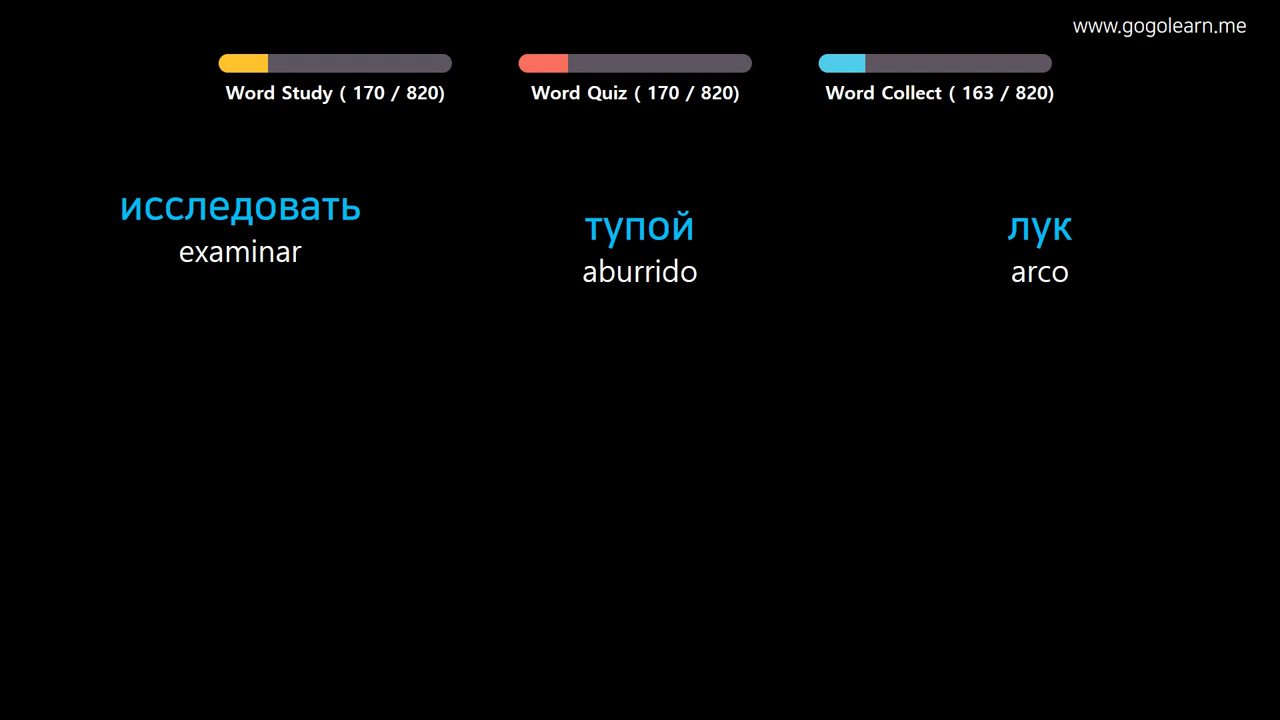 www.gogolearn.me
Word Study ( 170 / 820)
Word Quiz ( 170 / 820)
Word Collect ( 163 / 820)
исследовать
examinar
тупой
aburrido
лук
arco